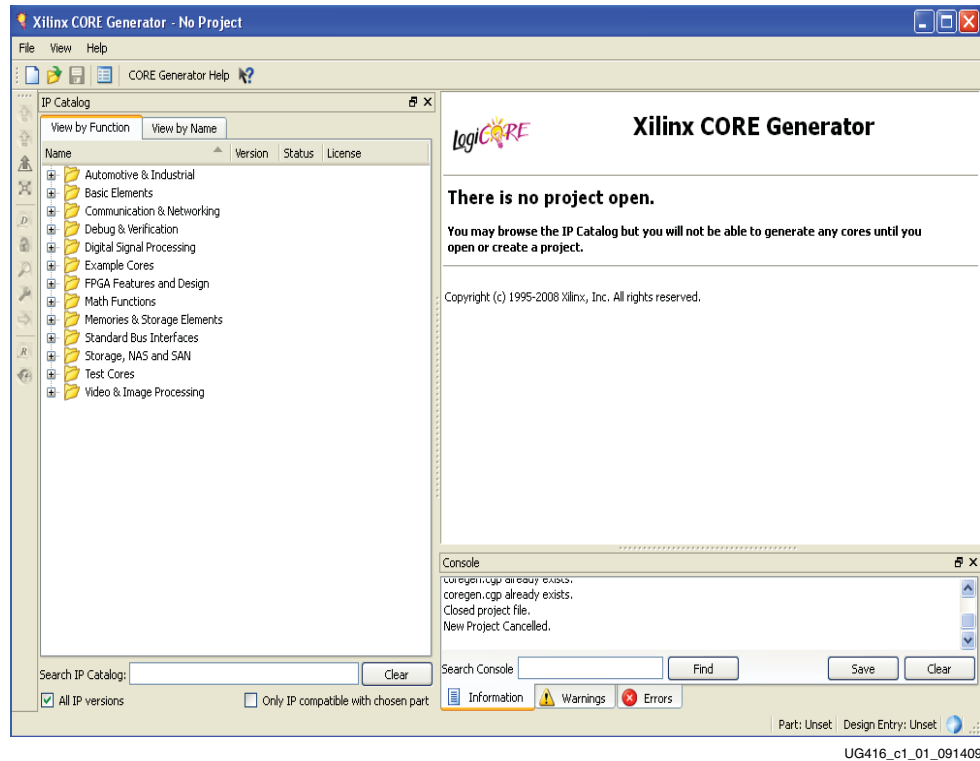 Xilinx CORE Generator - No Project
File View Help
CORE Generator Help
IP Catalog
View by Function View by Name
Name Version Status License
Automotive & Industrial
Basic Elements
Communication & Networking
Debug & Verification
Digital Signal Processing
Example Cores
FPGA Features and Design
Math Functions
Memories & Storage Elements
Standard Bus Interfaces
Storage, NAS and SAN
Test Cores
Video & Image Processing
Search IP Catalog: Clear
All IP versions Only IP compatible with chosen part
LogiCORE Xilinx CORE Generator
There is no project open.
You may browse the IP Catalog but you will not be able to generate any cores until you
open or create a project.
Copyright (c) 1995-2008 Xilinx, Inc. All rights reserved.
Console
coregen.cgp already exists.
coregen.cgp already exists.
Closed project file.
New Project Cancelled.
Search Console Find Save Clear
Information Warnings Errors
Part: Unset Design Entry: Unset
UG416_c1_01_091409